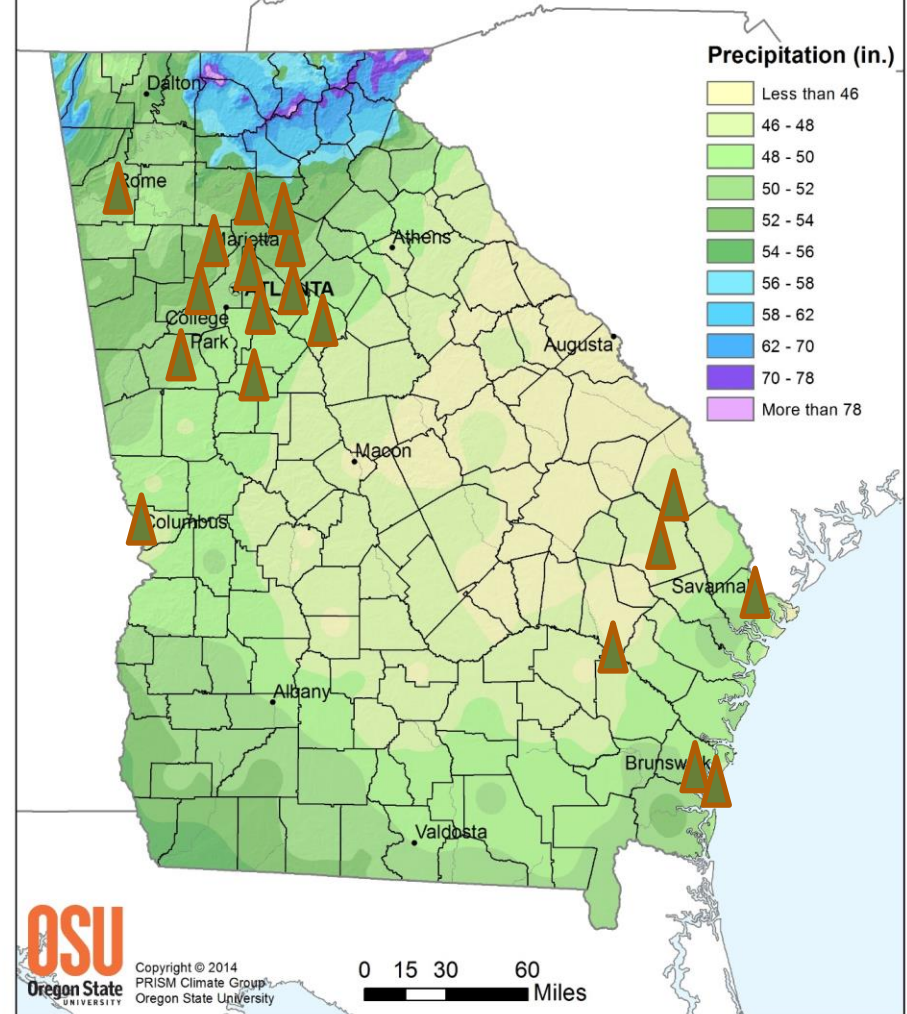 Precipitation (in.)
Less than 46
46 - 48
48 - 50
50 - 52
52 - 54
54 - 56
56 - 58
58 - 62
62 - 70
70 - 78
More than 78
Dalton
Rome
Marietta
Athens
ATLANTA
College
Park
Augusta
Macon
Columbus
Savanna
Albany
Brunswick
Valdosta
OSU
Oregon State
UNIVERSITY
Copyright © 2014
PRISM Climate Group
Oregon State University
0 15 30 60
Miles